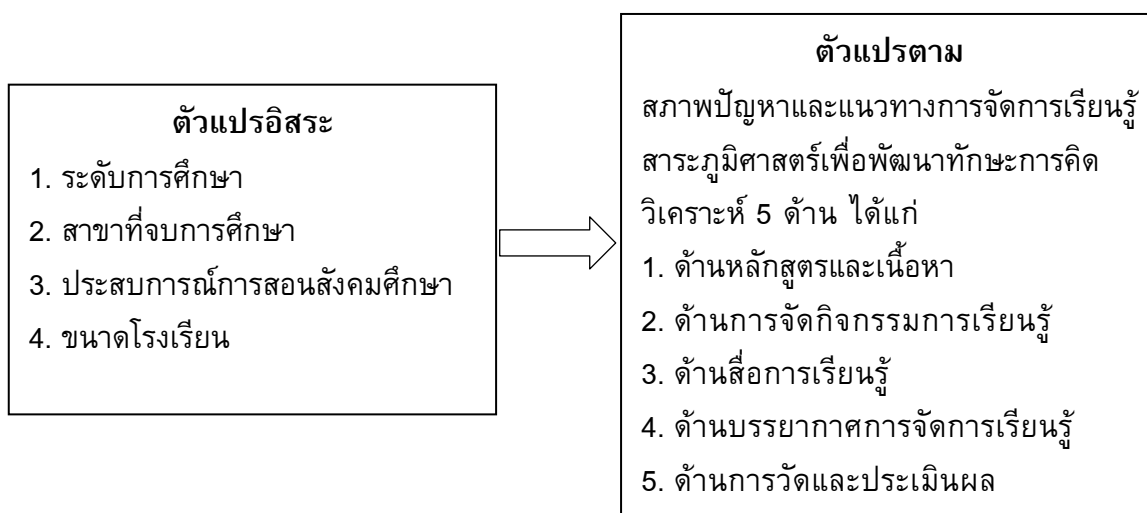 ตัวแปรอิสระ
1. ระดับการศึกษา
2. สาขาที่จบการศึกษา
3. ประสบการณ์การสอนสังคมศึกษา
4. ขนาดโรงเรียน
ตัวแปรตาม
สภาพปัญหาและแนวทางการจัดการเรียนรู้
สาระภูมิศาสตร์เพื่อพัฒนาทักษะการคิด
วิเคราะห์ 5 ด้าน ได้แก่
1. ด้านหลักสูตรและเนื้อหา
2. ด้านการจัดกิจกรรมการเรียนรู้
3. ด้านสื่อการเรียนรู้
4. ด้านบรรยากาศการจัดการเรียนรู้
5. ด้านการวัดและประเมินผล